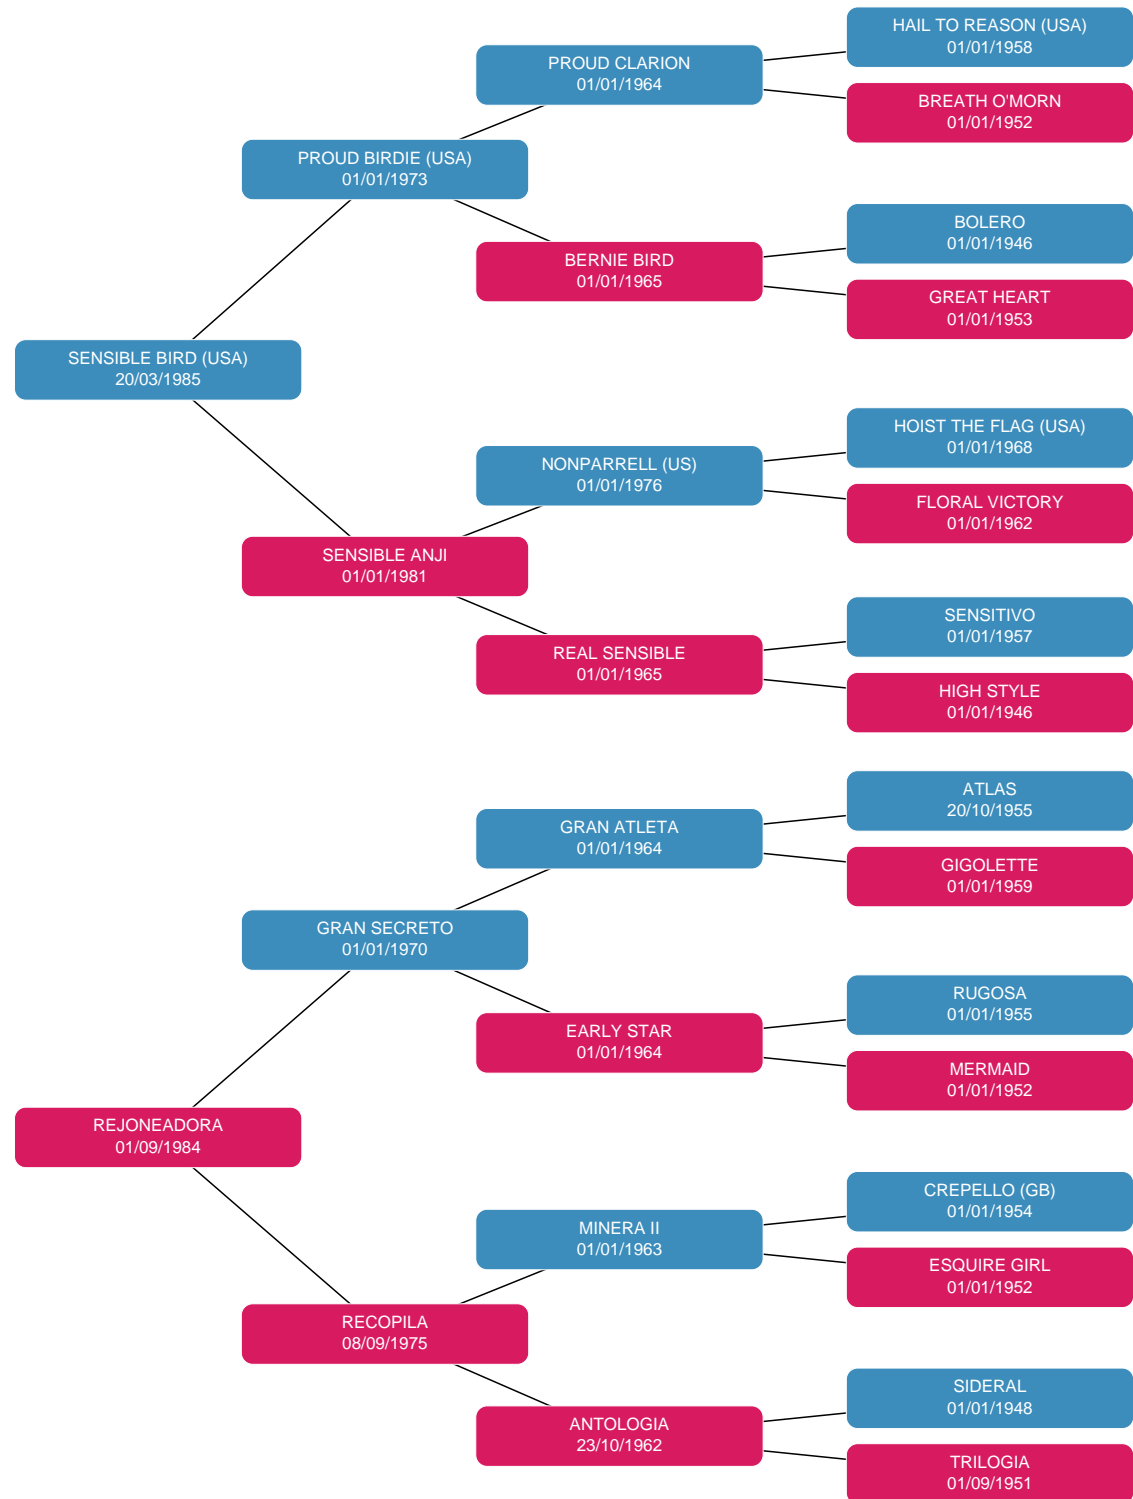 HAIL TO REASON (USA)
01/01/1958
PROUD CLARION
01/01/1964
BREATH O'MORN
01/01/1952
PROUD BIRDIE (USA)
01/01/1973
BOLERO
01/01/1946
BERNIE BIRD
01/01/1965
GREAT HEART
01/01/1953
SENSIBLE BIRD (USA)
20/03/1985
HOIST THE FLAG (USA)
01/01/1968
NONPARRELL (US)
01/01/1976
FLORAL VICTORY
01/01/1962
SENSIBLE ANJI
01/01/1981
SENSITIVO
01/01/1957
REAL SENSIBLE
01/01/1965
HIGH STYLE
01/01/1946
ATLAS
20/10/1955
GRAN ATLETA
01/01/1964
GIGOLETTE
01/01/1959
GRAN SECRETO
01/01/1970
RUGOSA
01/01/1955
EARLY STAR
01/01/1964
MERMAID
01/01/1952
REJONEADORA
01/09/1984
CREPELLO (GB)
01/01/1954
MINERA II
01/01/1963
ESQUIRE GIRL
01/01/1952
RECOPILA
08/09/1975
SIDERAL
01/01/1948
ANTOLOGIA
23/10/1962
TRILOGIA
01/09/1951